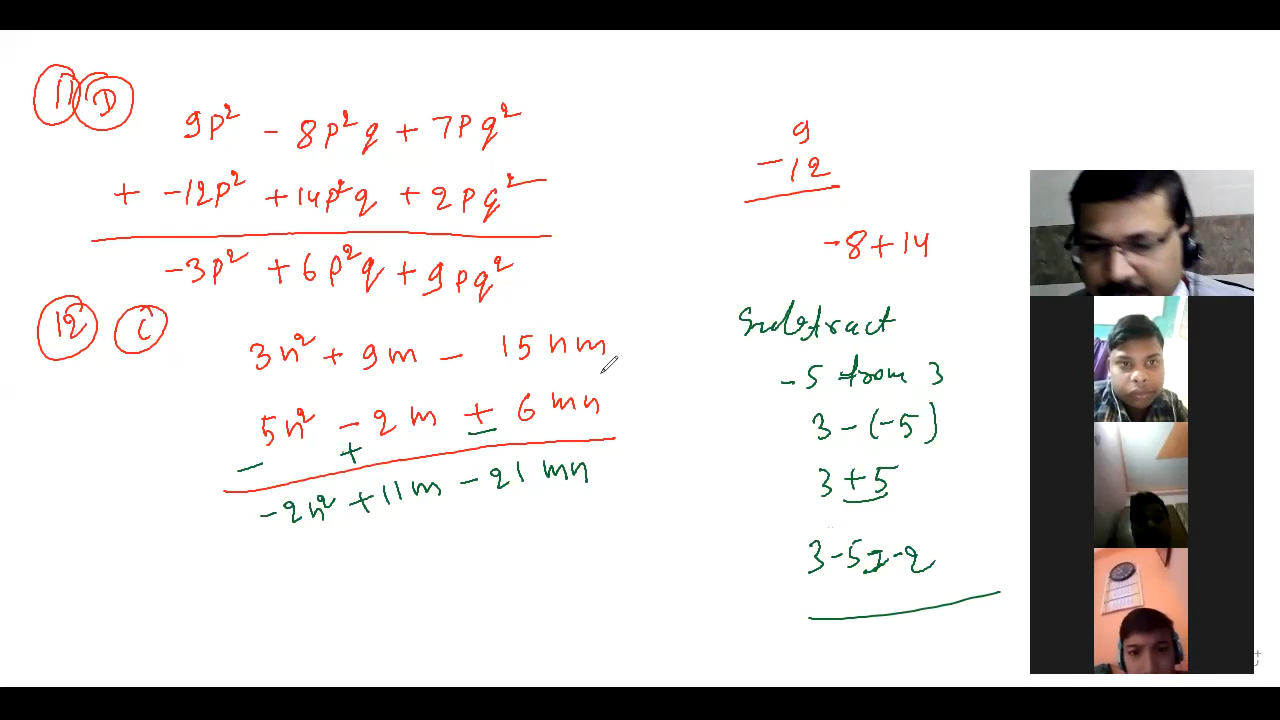 11 D
9p² - 8p²q + 7pq²
+ -12p² +14p²q + 2pq²
-3p² + 6p²q + 9pq²
12 C
3n² + 9m - 15nm
5n² - 2m + 6mn
- + -
-2n² + 11m - 21mn
9
-12
-8+14
Subtract
-5 from 3
3-(-5)
3+5
3-5=-2